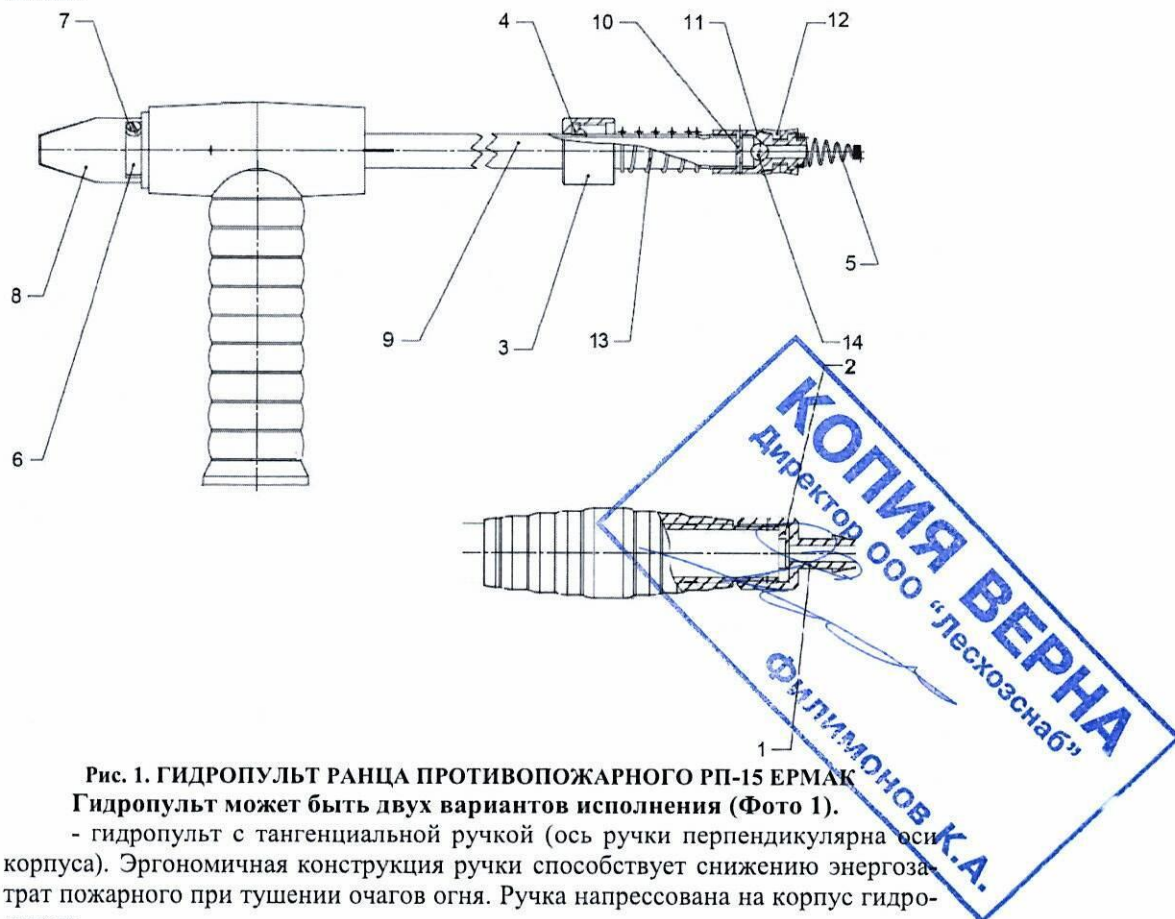 7
4
10
11
12
8
9
3
13
5
14
2
6
1
КОПИЯ ВЕРНА
Директор ООО "Лесхозснаб"
Филимонов К.А.
Рис. 1. ГИДРОПУЛЬТ РАНЦА ПРОТИВОПОЖАРНОГО РП-15 ЕРМАК
Гидропульт может быть двух вариантов исполнения (Фото 1).
- гидропульт с тангенциальной ручкой (ось ручки перпендикулярна оси
корпуса). Эргономичная конструкция ручки способствует снижению энергоза-
трат пожарного при тушении очагов огня. Ручка напрессована на корпус гидро-